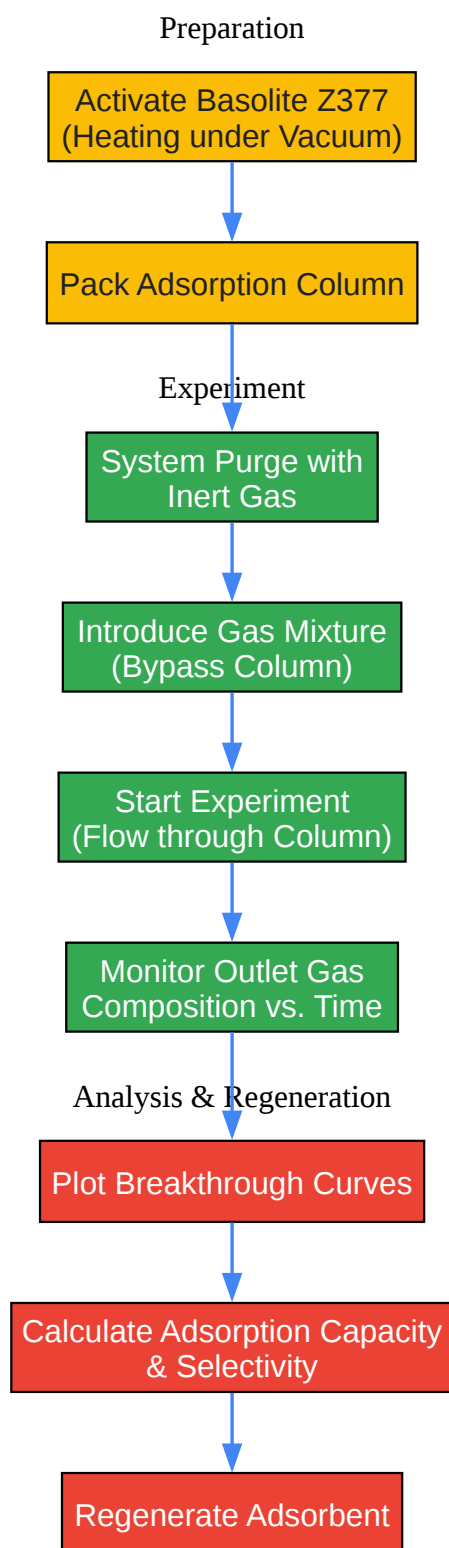 Preparation
Activate Basolite Z377
(Heating under Vacuum)
Pack Adsorption Column
Experiment
System Purge with
Inert Gas
Introduce Gas Mixture
(Bypass Column)
Start Experiment
(Flow through Column)
Monitor Outlet Gas
Composition vs. Time
Analysis & Regeneration
Plot Breakthrough Curves
Calculate Adsorption Capacity
& Selectivity
Regenerate Adsorbent